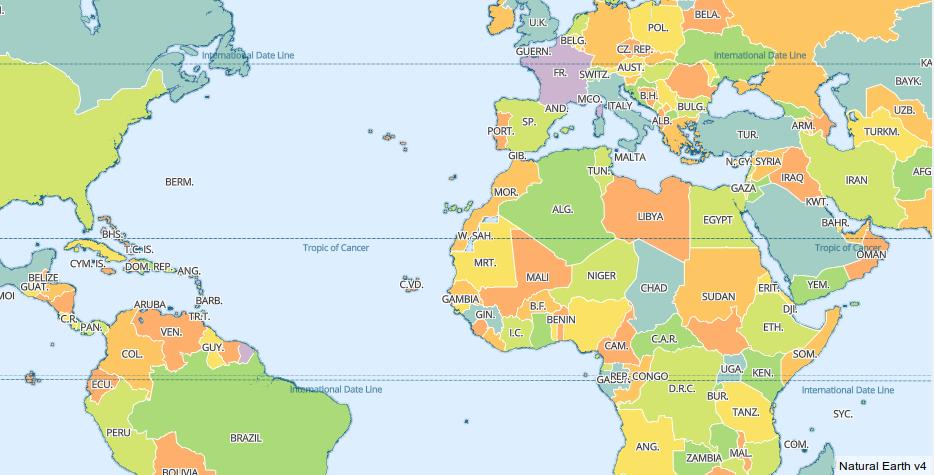 U.K.
BELA.
POL.
BELG.
GUERN.
International Date Line
CZ. REP.
International Date Line
FR.
SWITZ.
AUST.
BAYK.
MCO.
ITALY
B.H.
AND.
BULG.
UZB.
SP.
PORT.
ALB.
TUR.
ARM.
TURKM.
GIB.
MALTA
SYRIA
TUN.
IRAQ
IRAN
AFG
BERM.
MOR.
GAZA
KWT.
ALG.
LIBYA
EGYPT
BAHR.
BHS.
W. SAH.
T.C. IS.
Tropic of Cancer
Tropic of Cancer
OMAN
CYM. IS.
DOM. REP.
ANG.
MRT.
BELIZE
GUAT.
MALI
NIGER
CHAD
C.VD.
YEM.
ERIT.
ARUBA
BARB.
GAMBIA
SUDAN
B.F.
DJI.
C.R.
TR.T.
GIN.
BENIN
PAN.
VEN.
I.C.
ETH.
COL.
GUY.
CAM.
C.A.R.
SOM.
ECU.
UGA.
KEN.
REP. CONGO
D.R.C.
International Date Line
International Date Line
BUR.
TANZ.
SYC.
PERU
BRAZIL
ANG.
COM.
ZAMBIA
MAL.
BOLIVIA
Natural Earth v4